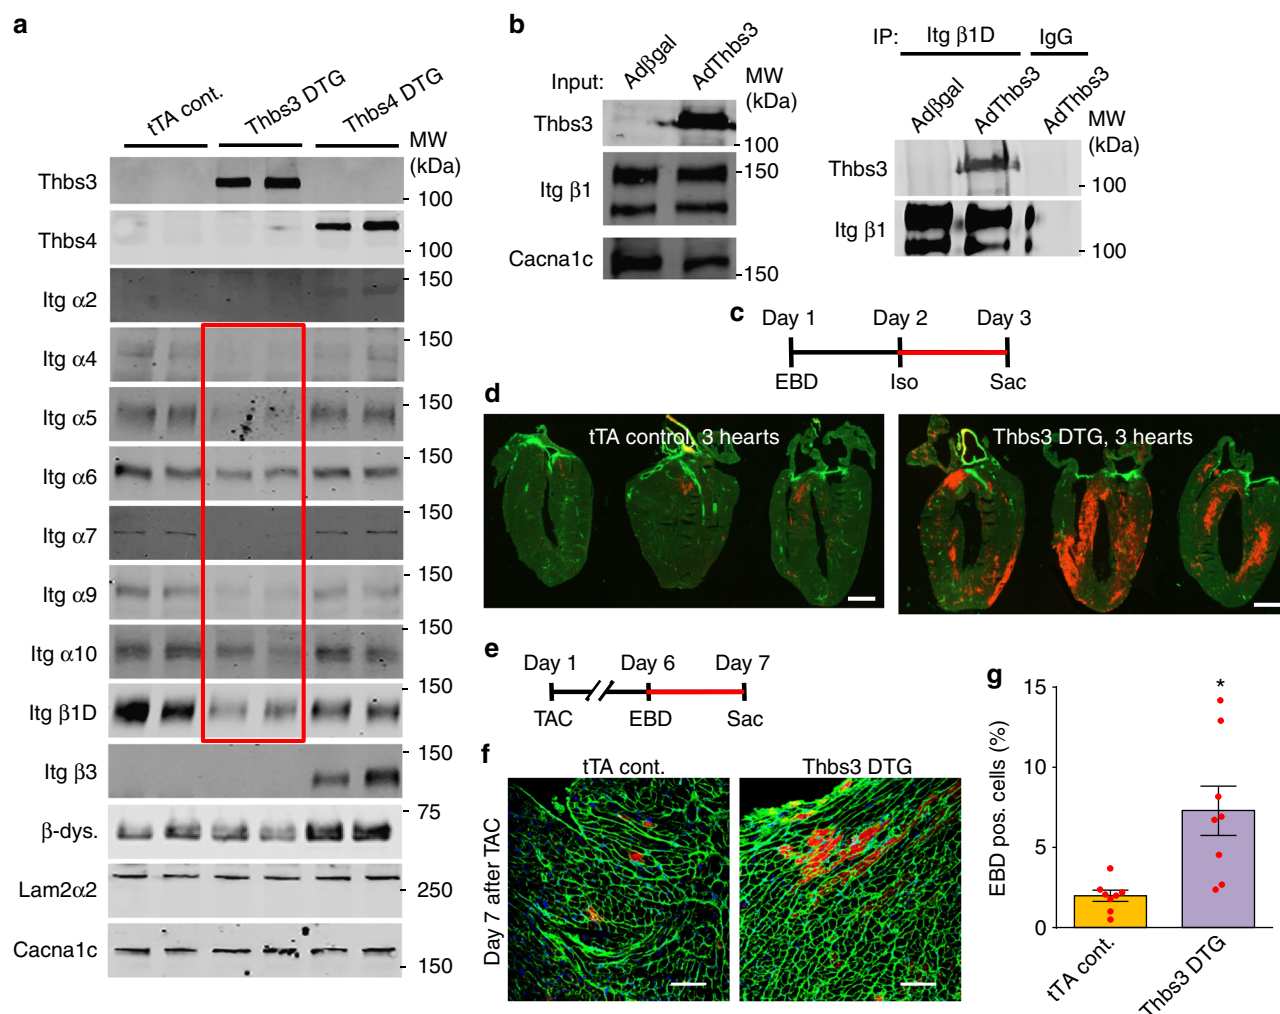 a
tTA cont.
Thbs3 DTG
Thbs4 DTG
MW
(kDa)
Thbs3
100
Thbs4
100
Itg α2
150
Itg α4
150
Itg α5
150
Itg α6
150
Itg α7
150
Itg α9
150
Itg α10
150
Itg β1D
150
Itg β3
150
β-dys.
75
Lam2α2
250
Cacna1c
150
b
Input:
Adβgal
AdThbs3
MW
(kDa)
Thbs3
100
Itg β1
150
Cacna1c
150
IP:
Itg β1D
IgG
Adβgal
AdThbs3
AdThbs3
MW
(kDa)
Thbs3
100
Itg β1
100
c
Day 1
Day 2
Day 3
EBD
Iso
Sac
d
tTA control, 3 hearts
Thbs3 DTG, 3 hearts
e
Day 1
Day 6
Day 7
TAC
EBD
Sac
f
tTA cont.
Thbs3 DTG
Day 7 after TAC
g
EBD pos. cells (%)
15
10
5
0
*
tTA cont.
Thbs3 DTG